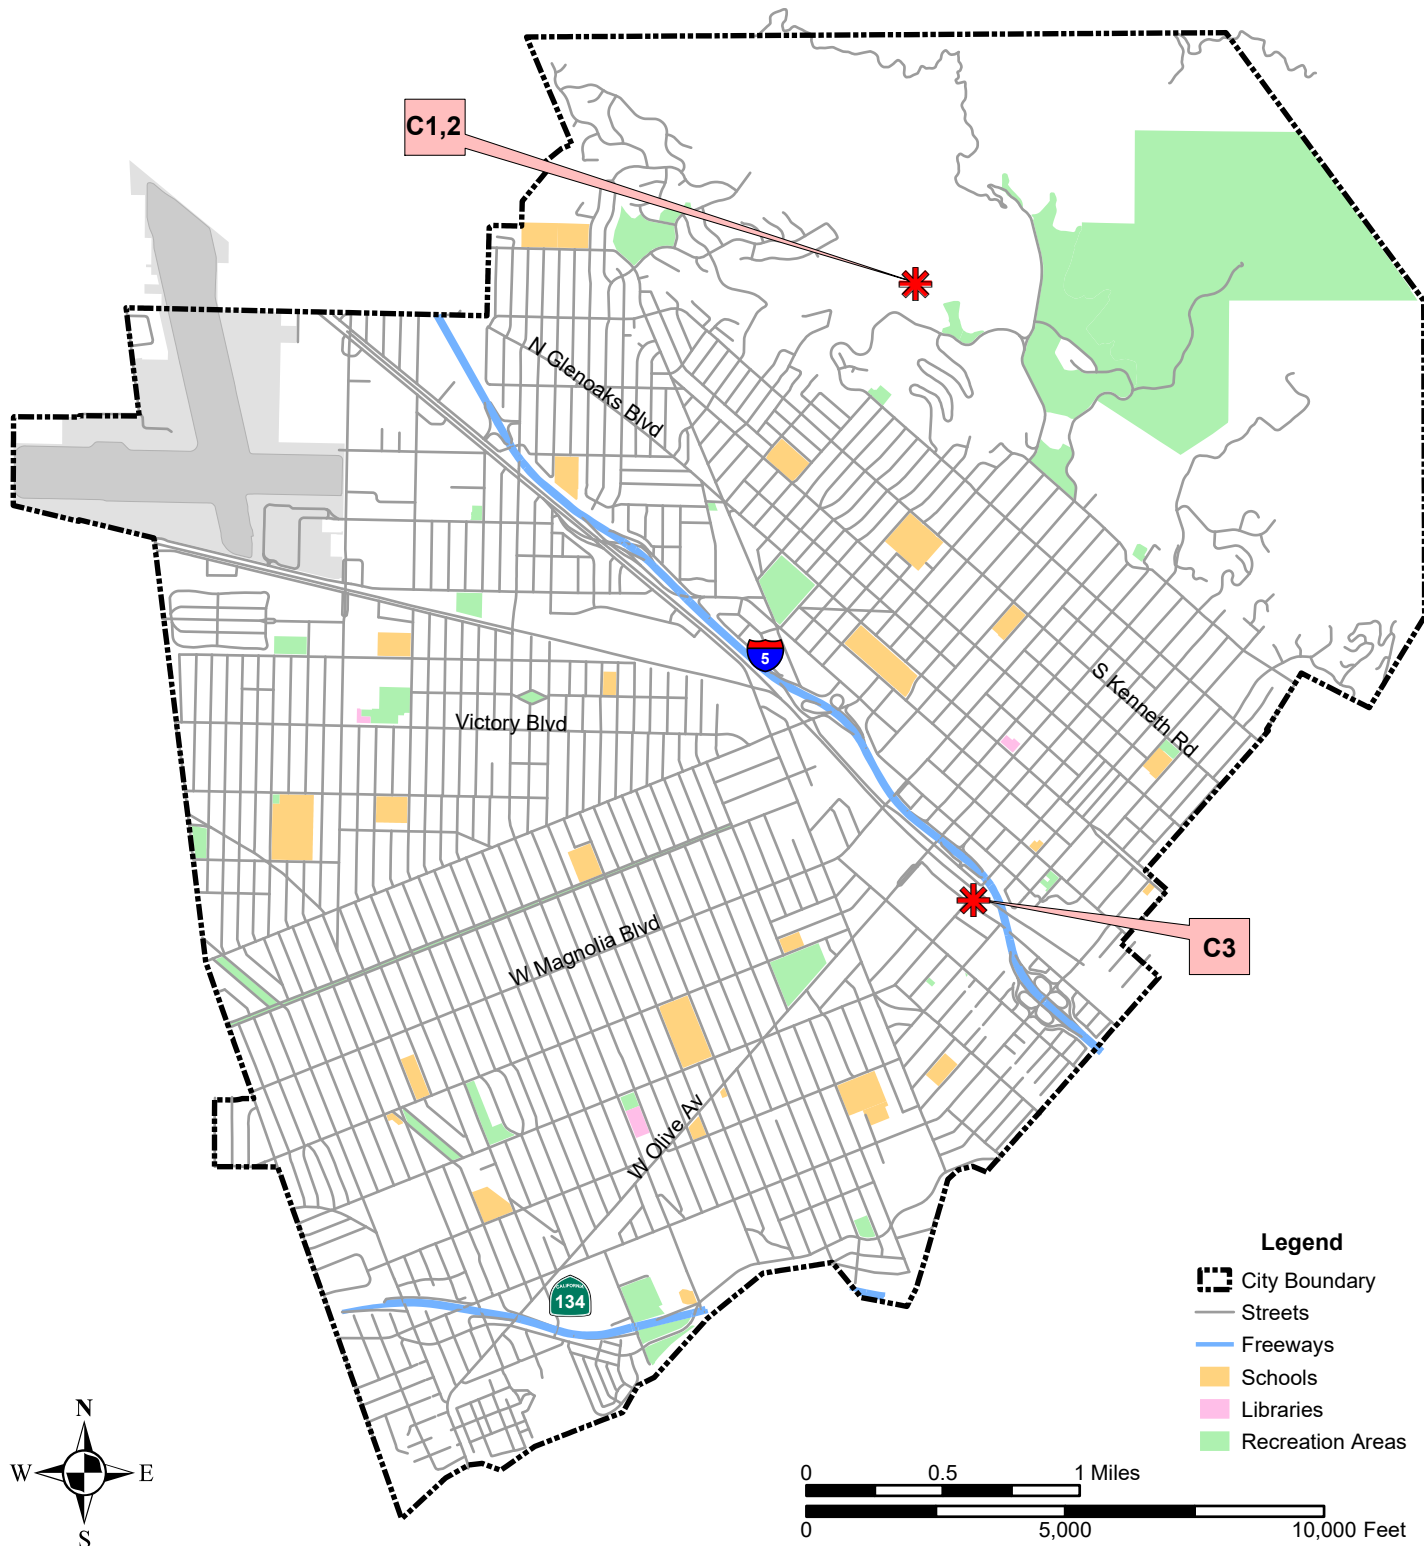 C1,2
N Glenoaks Blvd
5
S Kenneth Rd
Victory Blvd
W Magnolia Blvd
C3
W Olive Av
CALIFORNIA
134
Legend
City Boundary
Streets
Freeways
Schools
Libraries
Recreation Areas
N
W E
S
0 0.5 1 Miles
0 5,000 10,000 Feet